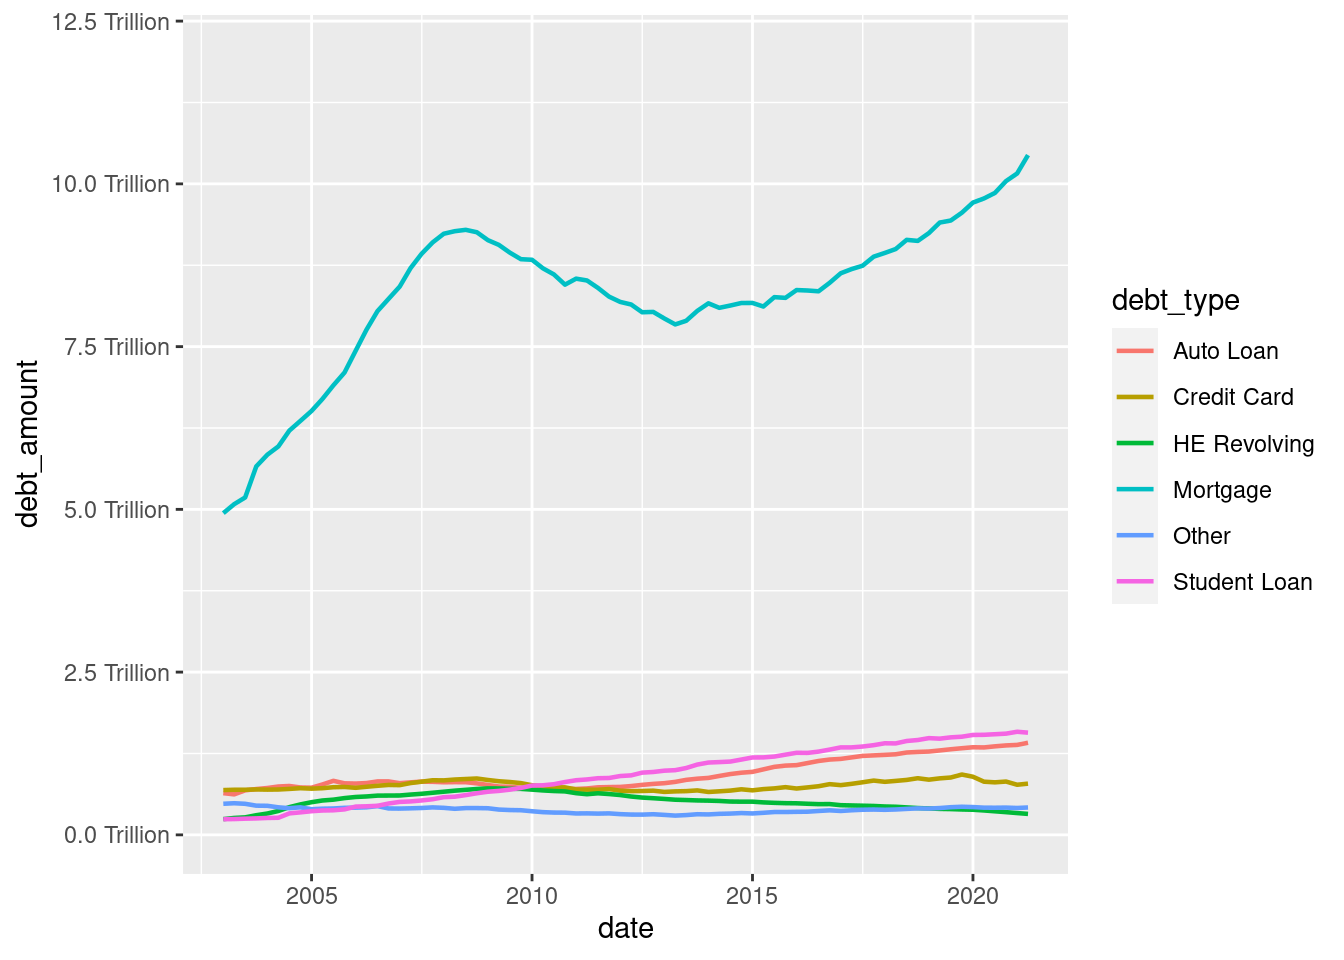 12.5 Trillion
10.0 Trillion
7.5 Trillion
5.0 Trillion
2.5 Trillion
0.0 Trillion
debt_amount
2005
2010
2015
2020
date
debt_type
Auto Loan
Credit Card
HE Revolving
Mortgage
Other
Student Loan